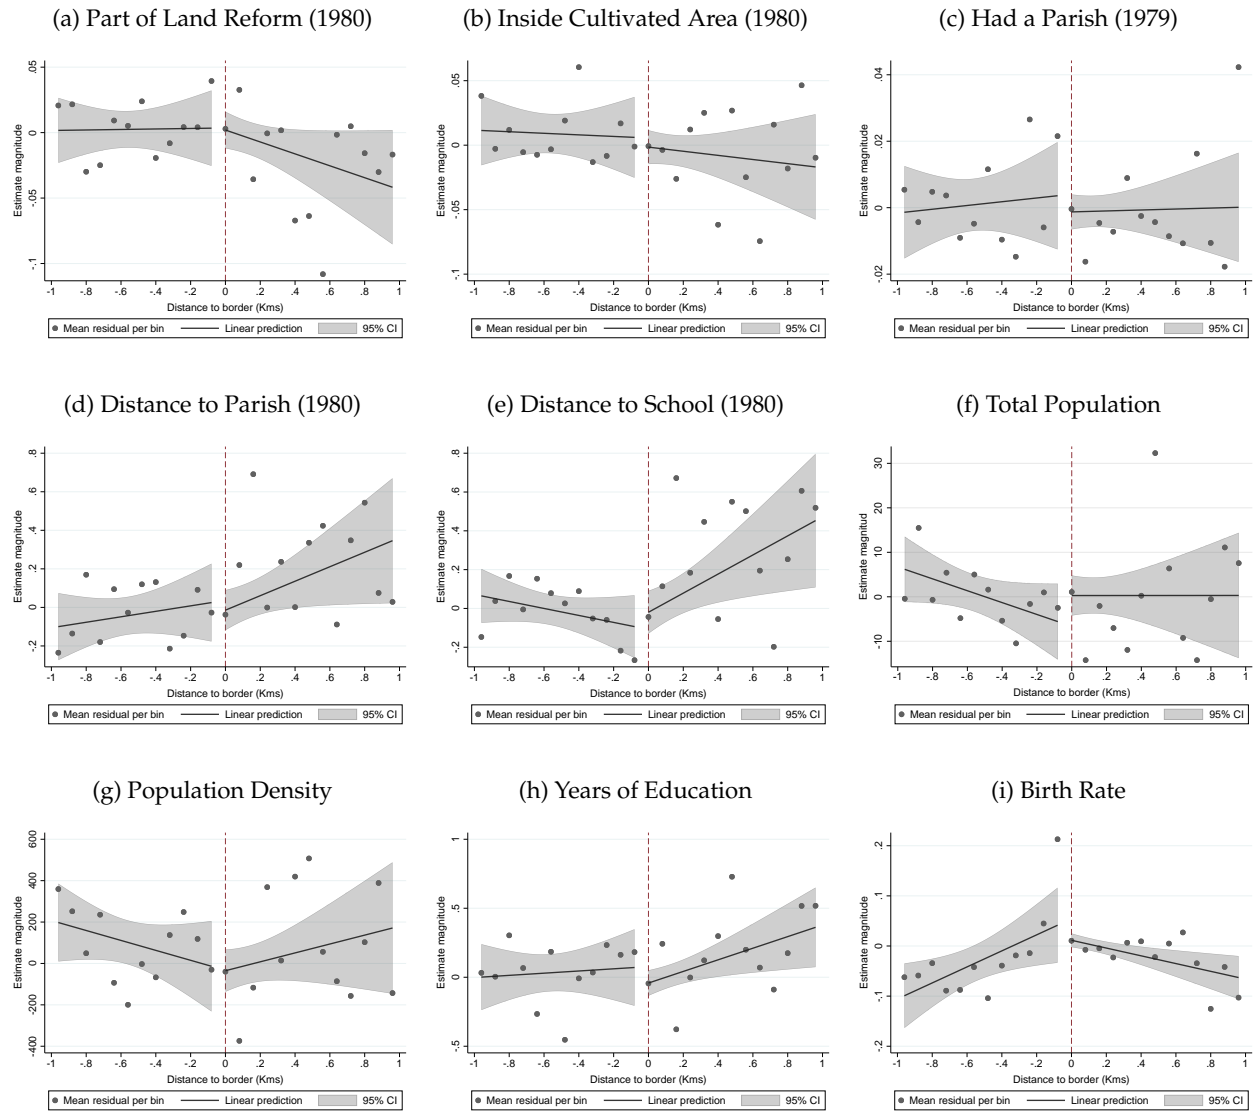 (a) Part of Land Reform (1980)
(b) Inside Cultivated Area (1980)
(c) Had a Parish (1979)
Estimate magnitude
.05
0
-.05
-.1
-1 -.8 -.6 -.4 -.2 0 .2 .4 .6 .8 1
Distance to border (Kms)
Mean residual per bin Linear prediction 95% CI
Estimate magnitude
.05
0
-.05
-.1
-1 -.8 -.6 -.4 -.2 0 .2 .4 .6 .8 1
Distance to border (Kms)
Mean residual per bin Linear prediction 95% CI
Estimate magnitude
.04
.02
0
-.02
-1 -.8 -.6 -.4 -.2 0 .2 .4 .6 .8 1
Distance to border (Kms)
Mean residual per bin Linear prediction 95% CI
(d) Distance to Parish (1980)
(e) Distance to School (1980)
(f) Total Population
Estimate magnitude
.8
.6
.4
.2
0
-.2
-1 -.8 -.6 -.4 -.2 0 .2 .4 .6 .8 1
Distance to border (Kms)
Mean residual per bin Linear prediction 95% CI
Estimate magnitude
.8
.6
.4
.2
0
-.2
-1 -.8 -.6 -.4 -.2 0 .2 .4 .6 .8 1
Distance to border (Kms)
Mean residual per bin Linear prediction 95% CI
Estimate magnitud
30
20
10
0
-10
-1 -.8 -.6 -.4 -.2 0 .2 .4 .6 .8 1
Distance to border (Kms)
Mean residual per bin Linear prediction 95% CI
(g) Population Density
(h) Years of Education
(i) Birth Rate
Estimate magnitude
600
400
200
0
-200
-400
-1 -.8 -.6 -.4 -.2 0 .2 .4 .6 .8 1
Distance to border (Kms)
Mean residual per bin Linear prediction 95% CI
Estimate magnitude
1
.5
0
-.5
-1 -.8 -.6 -.4 -.2 0 .2 .4 .6 .8 1
Distance to border (Kms)
Mean residual per bin Linear prediction 95% CI
Estimate magnitude
.2
.1
0
-.1
-.2
-1 -.8 -.6 -.4 -.2 0 .2 .4 .6 .8 1
Distance to border (Kms)
Mean residual per bin Linear prediction 95% CI